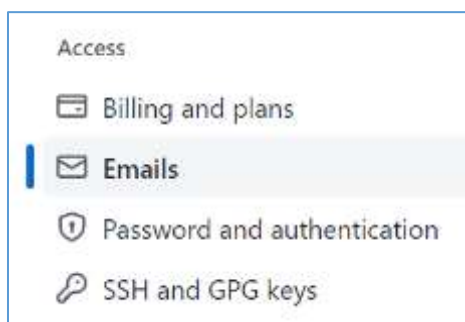 Access
Billing and plans
Emails
Password and authentication
SSH and GPG keys